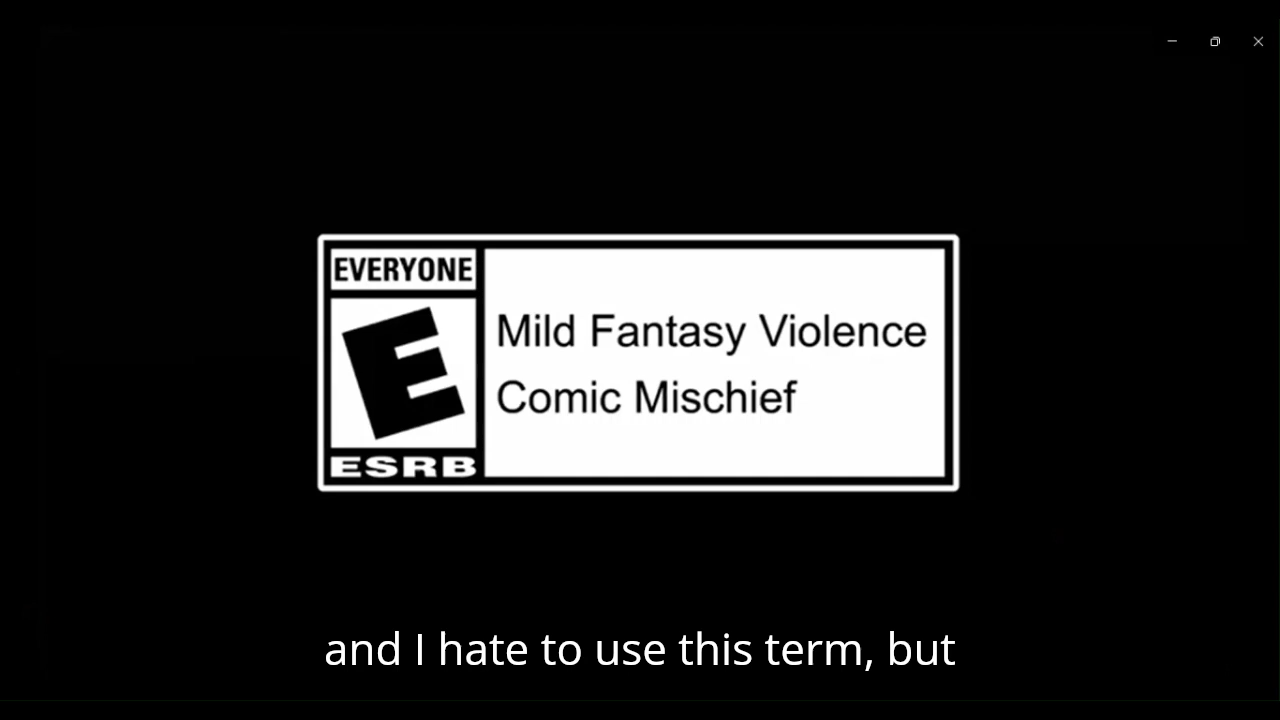 EVERYONE
E
ESRB
Mild Fantasy Violence
Comic Mischief
and I hate to use this term, but